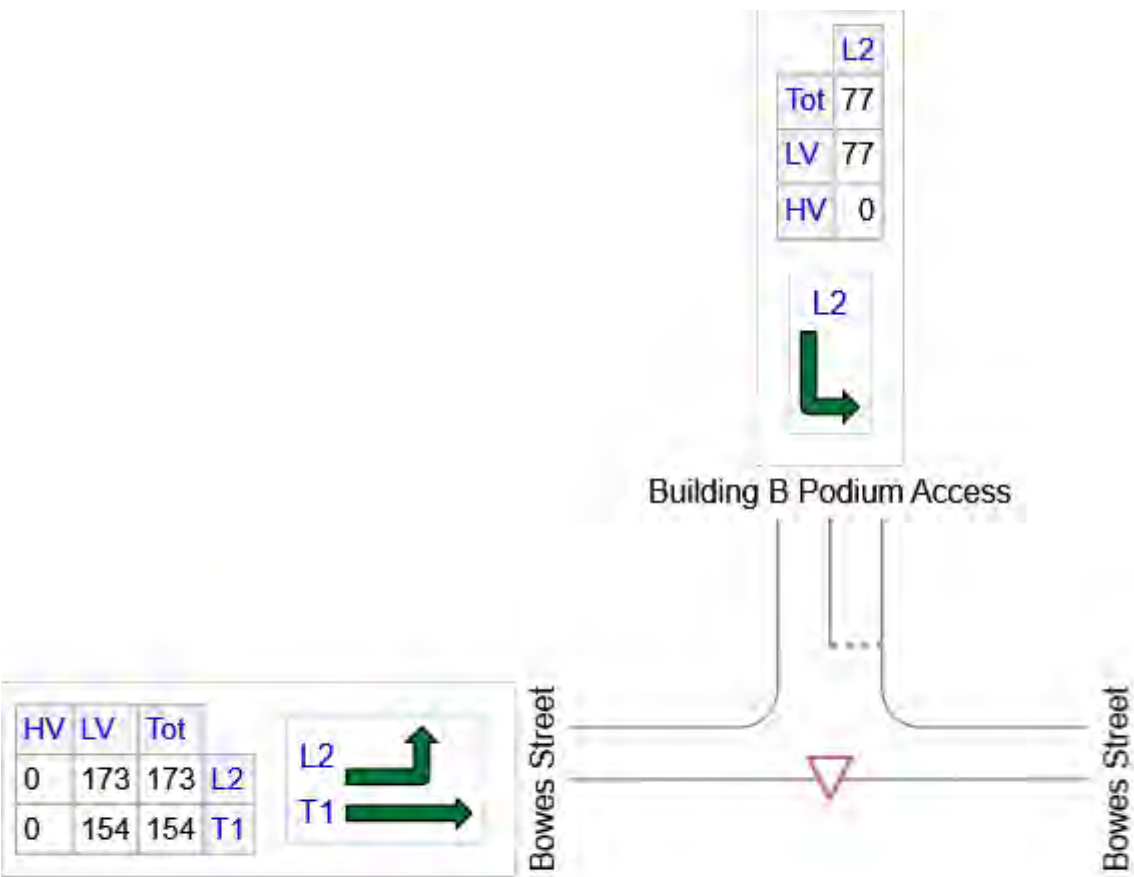 L2
Tot 77
LV 77
HV 0
L2
Building B Podium Access
HV LV Tot
0 173 173 L2
0 154 154 T1
L2
T1
Bowes Street
Bowes Street